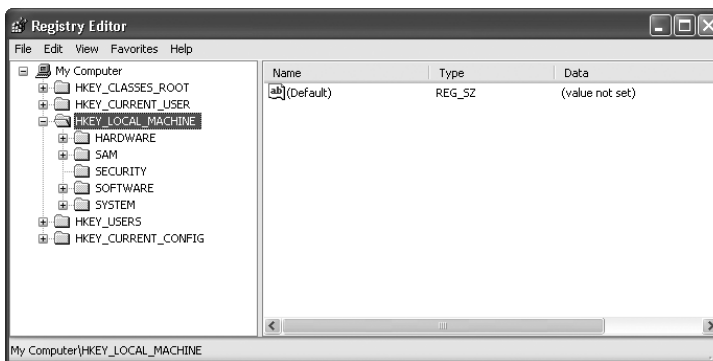 Registry Editor
File Edit View Favorites Help
My Computer
HKEY_CLASSES_ROOT
HKEY_CURRENT_USER
HKEY_LOCAL_MACHINE
HARDWARE
SAM
SECURITY
SOFTWARE
SYSTEM
HKEY_USERS
HKEY_CURRENT_CONFIG
Name Type Data
ab (Default) REG_SZ (value not set)
My Computer\HKEY_LOCAL_MACHINE